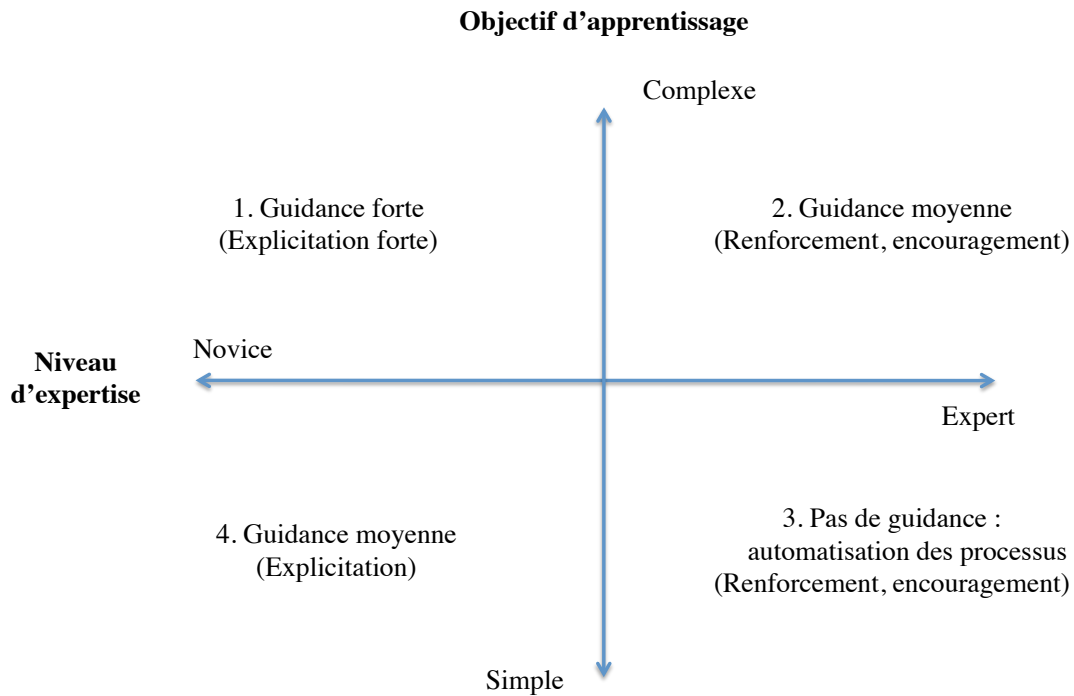 Objectif d'apprentissage
Complexe
1. Guidance forte
(Explicitation forte)
2. Guidance moyenne
(Renforcement, encouragement)
Novice
Niveau
d'expertise
Expert
4. Guidance moyenne
(Explicitation)
3. Pas de guidance :
automatisation des processus
(Renforcement, encouragement)
Simple